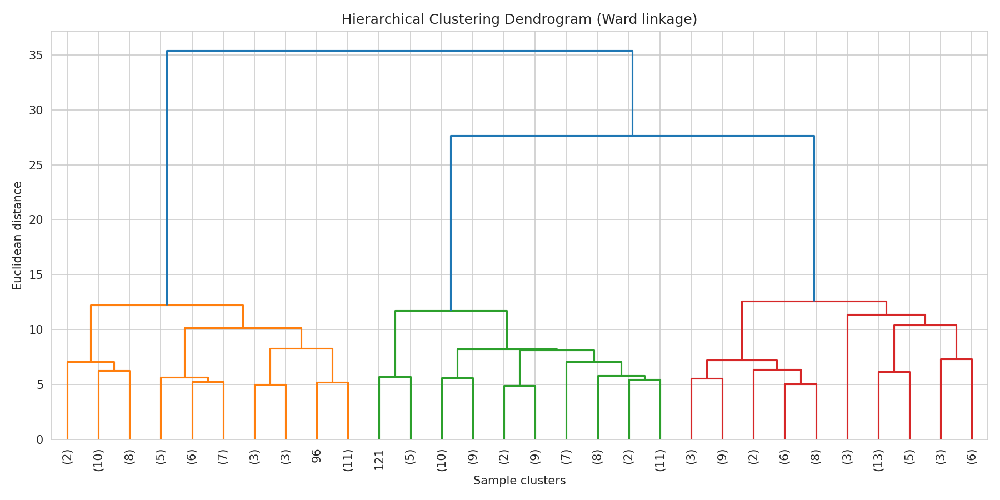 Hierarchical Clustering Dendrogram (Ward linkage)
Euclidean distance
35
30
25
20
15
10
5
0
(2) (10) (8) (5) (6) (7) (3) (3) 96 (11) 121 (5) (10) (9) (2) (9) (7) (8) (2) (11) (3) (9) (2) (6) (8) (3) (13) (5) (3) (6)
Sample clusters